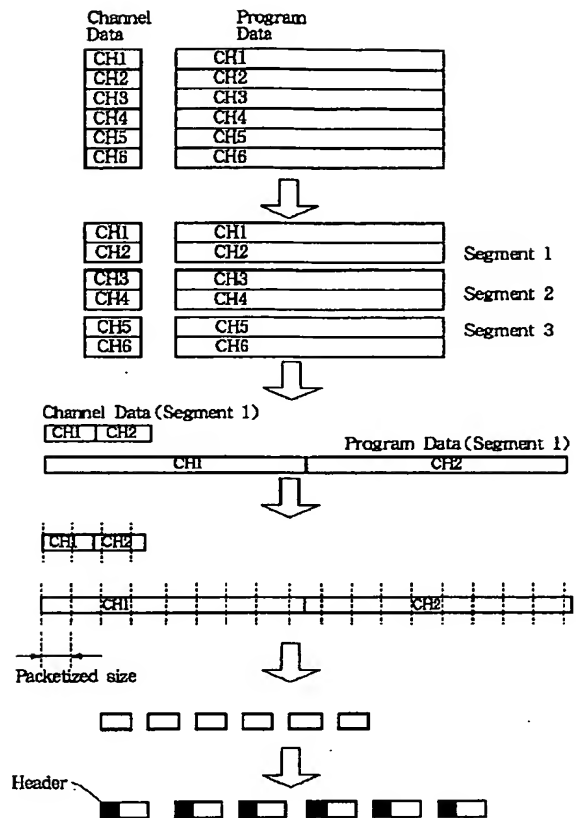 Channel Data
Program Data
CH1 CH1
CH2 CH2
CH3 CH3
CH4 CH4
CH5 CH5
CH6 CH6
CH1 CH1
CH2 CH2
Segment 1
CH3 CH3
CH4 CH4
Segment 2
CH5 CH5
CH6 CH6
Segment 3
Channel Data (Segment 1)
CH1 CH2
Program Data (Segment 1)
CH1 CH2
CH1 CH2
CH1 CH2
Packetized size
Header